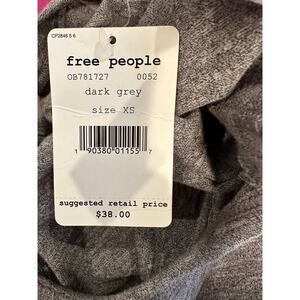 CP2846 5 6
free people
OB781727 0052
dark grey
size XS
1 90380 01155 7
suggested retail price
$38.00